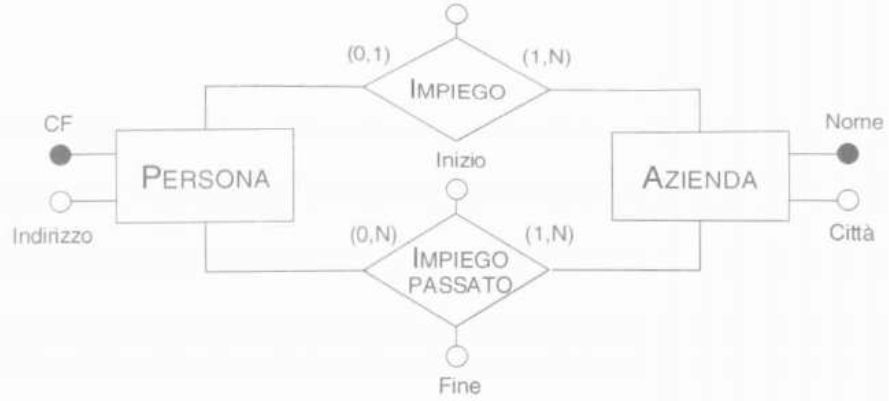 (0,1)
(1,N)
IMPIEGO
CF
Nome
Inizio
PERSONA
AZIENDA
Indirizzo
(0,N)
(1,N)
Città
IMPIEGO
PASSATO
Fine